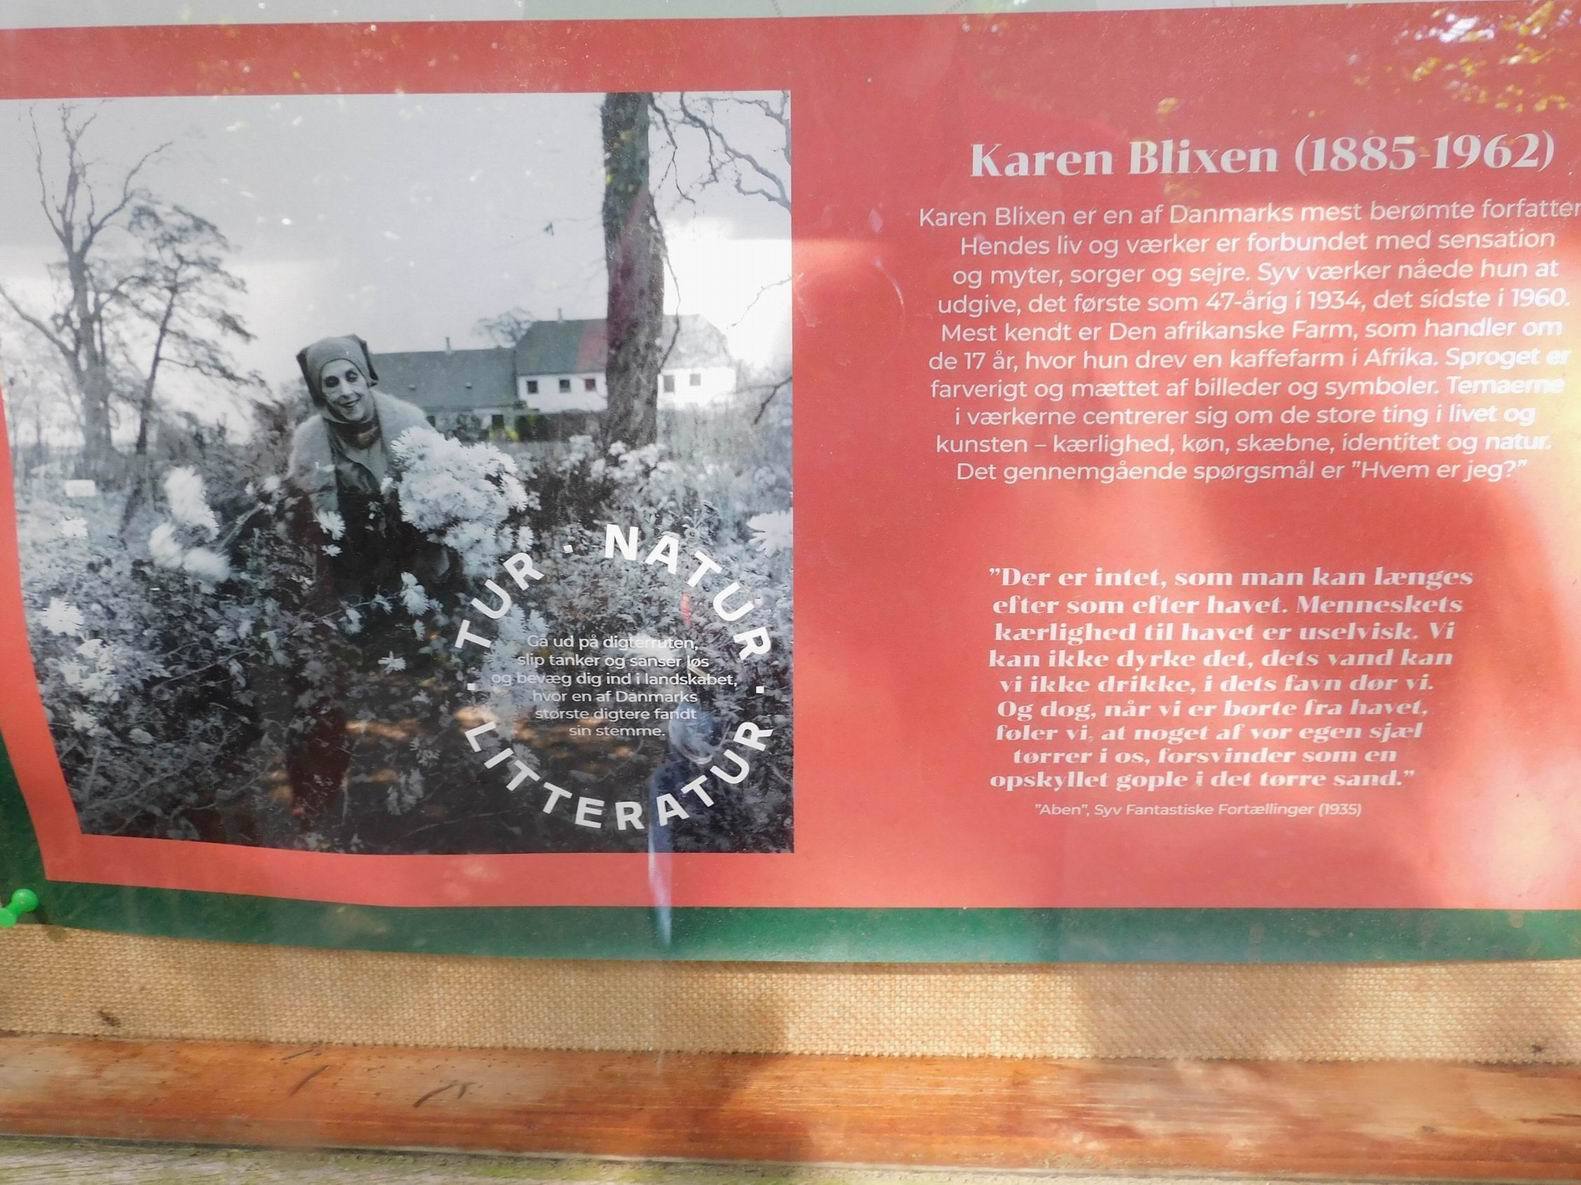 Karen Blixen (1885-1962)
Karen Blixen er en af Danmarks mest berømte forfatter
Hendes liv og værker er forbundet med sensation
og myter, sorger og sejre. Syv værker nåede hun at
udgive, det første som 47-årig i 1934, det sidste i 1960.
Mest kendt er Den afrikanske Farm, som handler om
de 17 år, hvor hun drev en kaffefarm i Afrika. Sproget er
farverigt og mættet af billeder og symboler. Temaerne
i værkerne centrerer sig om de store ting i livet og
kunsten – kærlighed, køn, skæbne, identitet og natur.
Det gennemgående spørgsmål er ”Hvem er jeg?”
”Der er intet, som man kan længes
efter som efter havet. Menneskets
kærlighed til havet er uselvisk. Vi
kan ikke dyrke det, dets vand kan
vi ikke drikke, i dets favn dør vi.
Og dog, når vi er borte fra havet,
føler vi, at noget af vor egen sjæl
tørrer i os, forsvinder som en
opskyllet gople i det tørre sand.”
”Aben”, Syv Fantastiske Fortællinger (1935)
TUR · NATUR · LITTERATUR ·
Gå ud på digterruten,
slip tanker og sanser løs
og bevæg dig ind i landskabet,
hvor en af Danmarks
største digtere fandt
sin stemme.